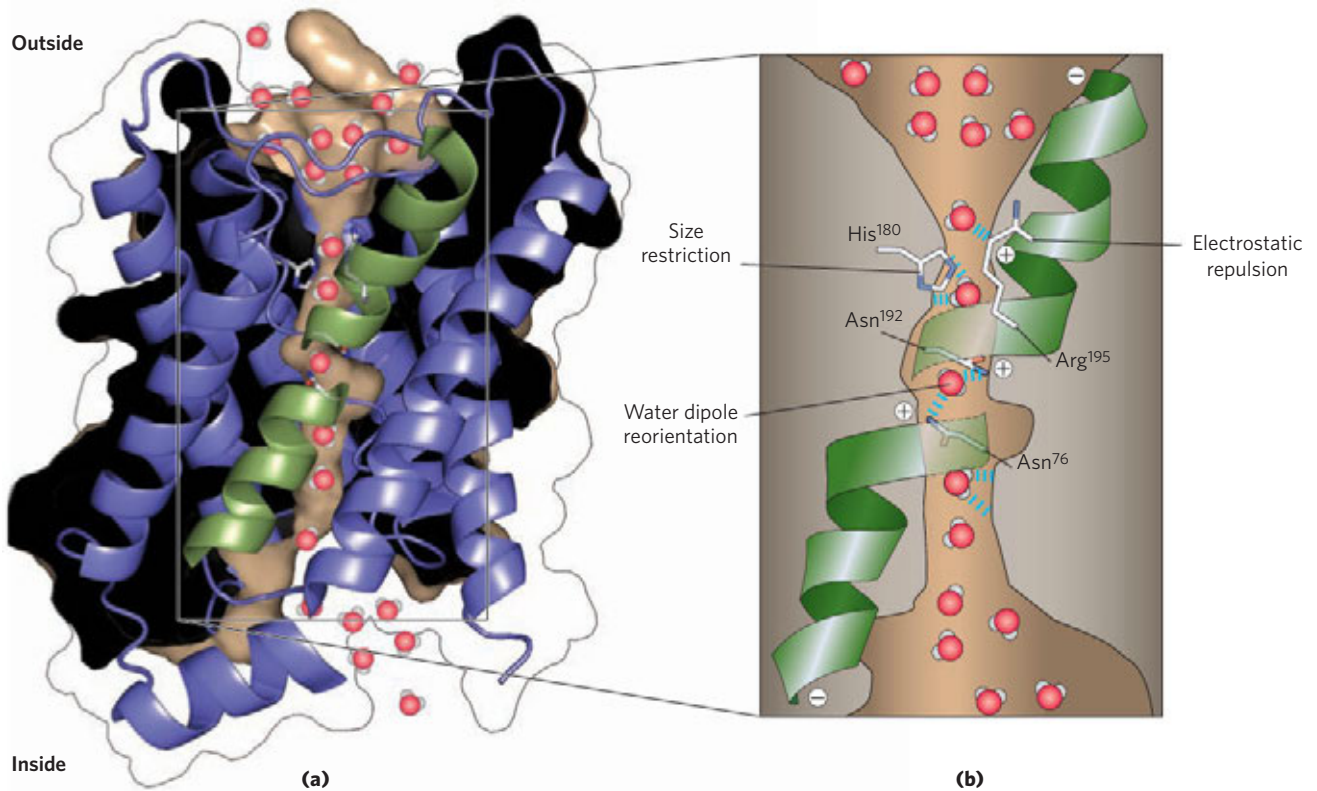 Outside
Inside
(a)
Size
restriction
His180
Asn192
Water dipole
reorientation
−
+
+
+
−
Arg195
Asn76
Electrostatic
repulsion
(b)